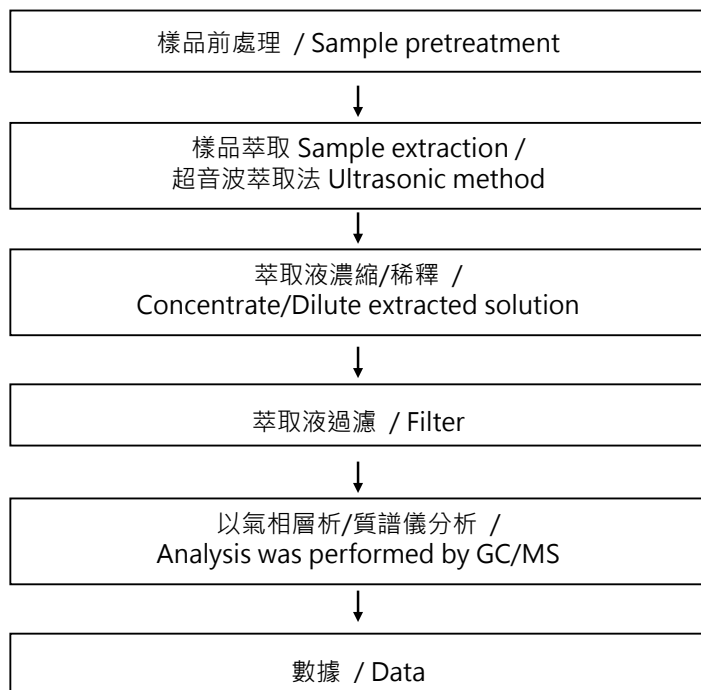 樣品前處理 / Sample pretreatment
樣品萃取 Sample extraction /
超音波萃取法 Ultrasonic method
萃取液濃縮/稀釋 /
Concentrate/Dilute extracted solution
萃取液過濾 / Filter
以氣相層析/質譜儀分析 /
Analysis was performed by GC/MS
數據 / Data